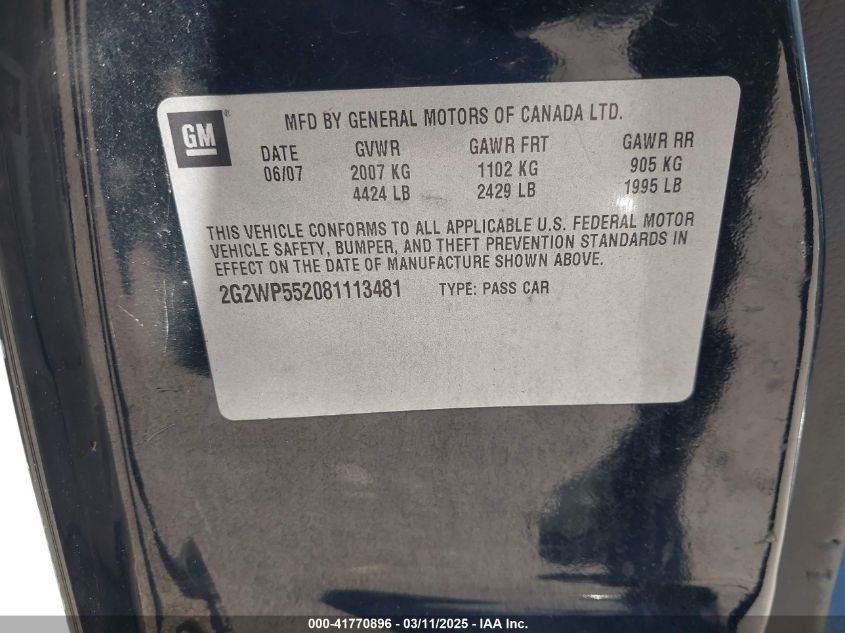 GM®
MFD BY GENERAL MOTORS OF CANADA LTD.
DATE GVWR GAWR FRT GAWR RR
06/07 2007 KG 1102 KG 905 KG
4424 LB 2429 LB 1995 LB
THIS VEHICLE CONFORMS TO ALL APPLICABLE U.S. FEDERAL MOTOR
VEHICLE SAFETY, BUMPER, AND THEFT PREVENTION STANDARDS IN
EFFECT ON THE DATE OF MANUFACTURE SHOWN ABOVE.
2G2WP552081113481 TYPE: PASS CAR
000-41770896 - 03/11/2025 - IAA Inc.